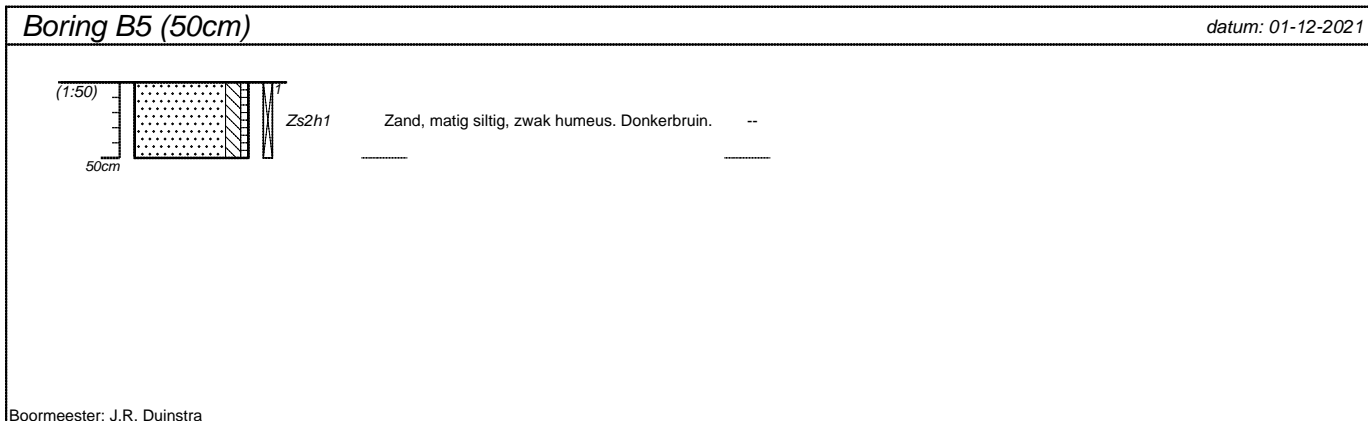 Boring B5 (50cm)
datum: 01-12-2021
(1:50)
1
Zs2h1 Zand, matig siltig, zwak humeus. Donkerbruin. --
50cm
Boormeester: J.R. Duinstra